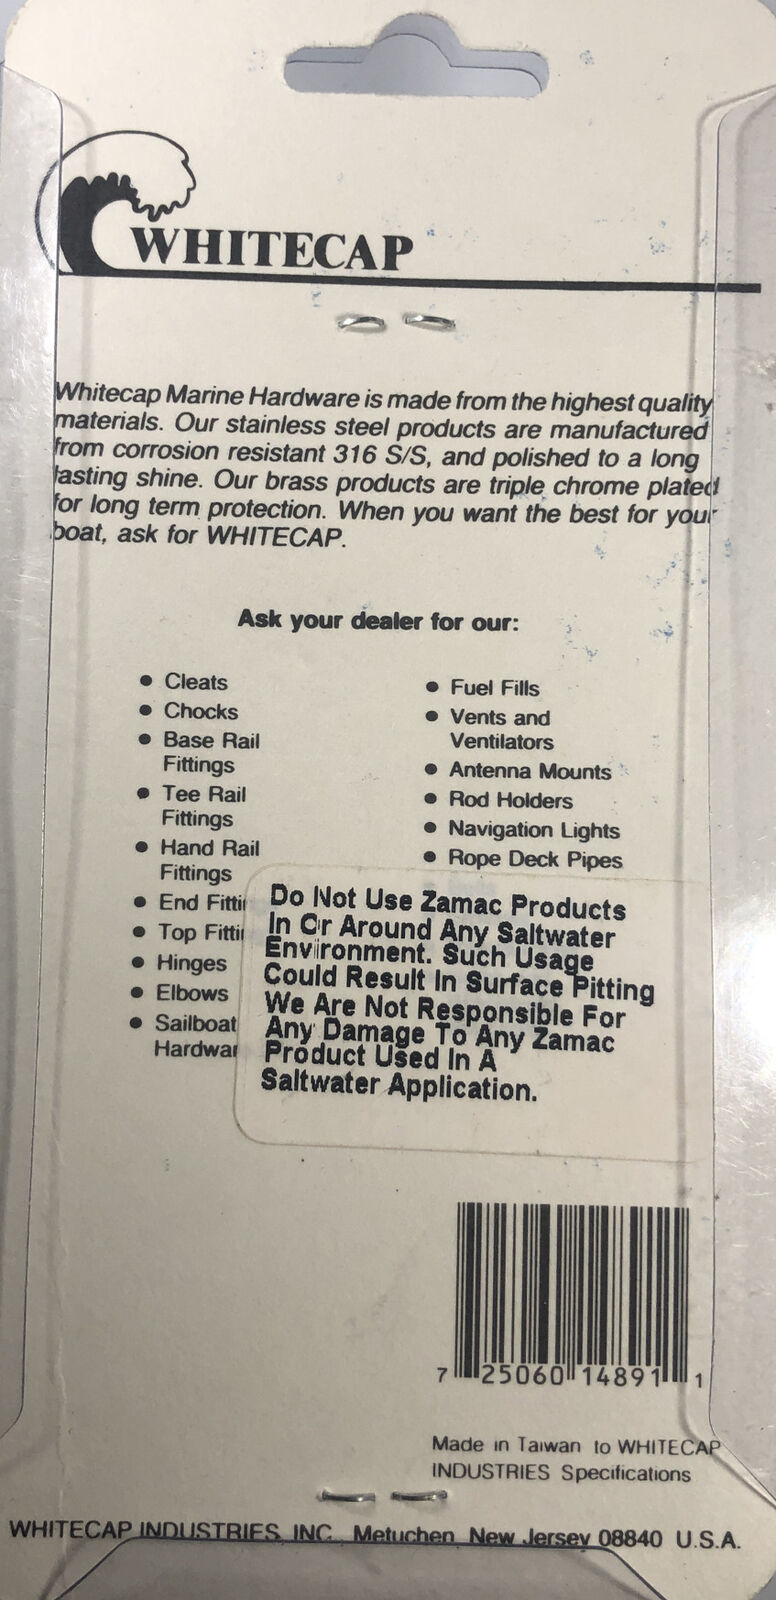 WHITECAP
Whitecap Marine Hardware is made from the highest quality
materials. Our stainless steel products are manufactured
from corrosion resistant 316 S/S, and polished to a long
lasting shine. Our brass products are triple chrome plated
for long term protection. When you want the best for your
boat, ask for WHITECAP.
Ask your dealer for our:
● Cleats
● Chocks
● Base Rail
Fittings
● Tee Rail
Fittings
● Hand Rail
Fittings
● End Fitti
● Top Fitti
● Hinges
● Elbows
● Sailboat
Hardwar
● Fuel Fills
● Vents and
Ventilators
● Antenna Mounts
● Rod Holders
● Navigation Lights
● Rope Deck Pipes
Do Not Use Zamac Products
In Or Around Any Saltwater
Environment. Such Usage
Could Result In Surface Pitting
We Are Not Responsible For
Any Damage To Any Zamac
Product Used In A
Saltwater Application.
7 25060 14891 1
Made in Taiwan to WHITECAP
INDUSTRIES Specifications
WHITECAP INDUSTRIES, INC., Metuchen, New Jersey 08840 U.S.A.